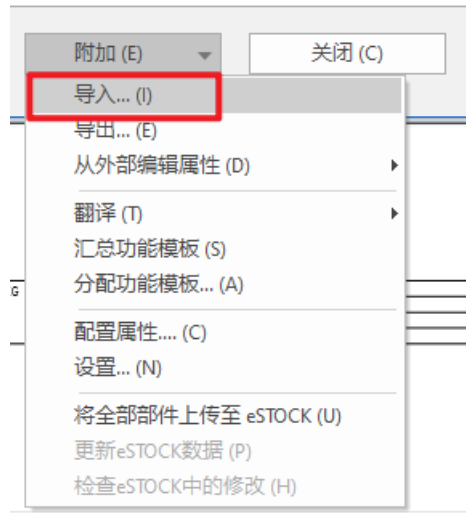 附加 (E)
关闭 (C)
导入... (I)
导出... (E)
从外部编辑属性 (D)
翻译 (T)
汇总功能模板 (S)
G
分配功能模板... (A)
配置属性.... (C)
设置... (N)
将全部部件上传至 eSTOCK (U)
更新eSTOCK数据 (P)
检查eSTOCK中的修改 (H)